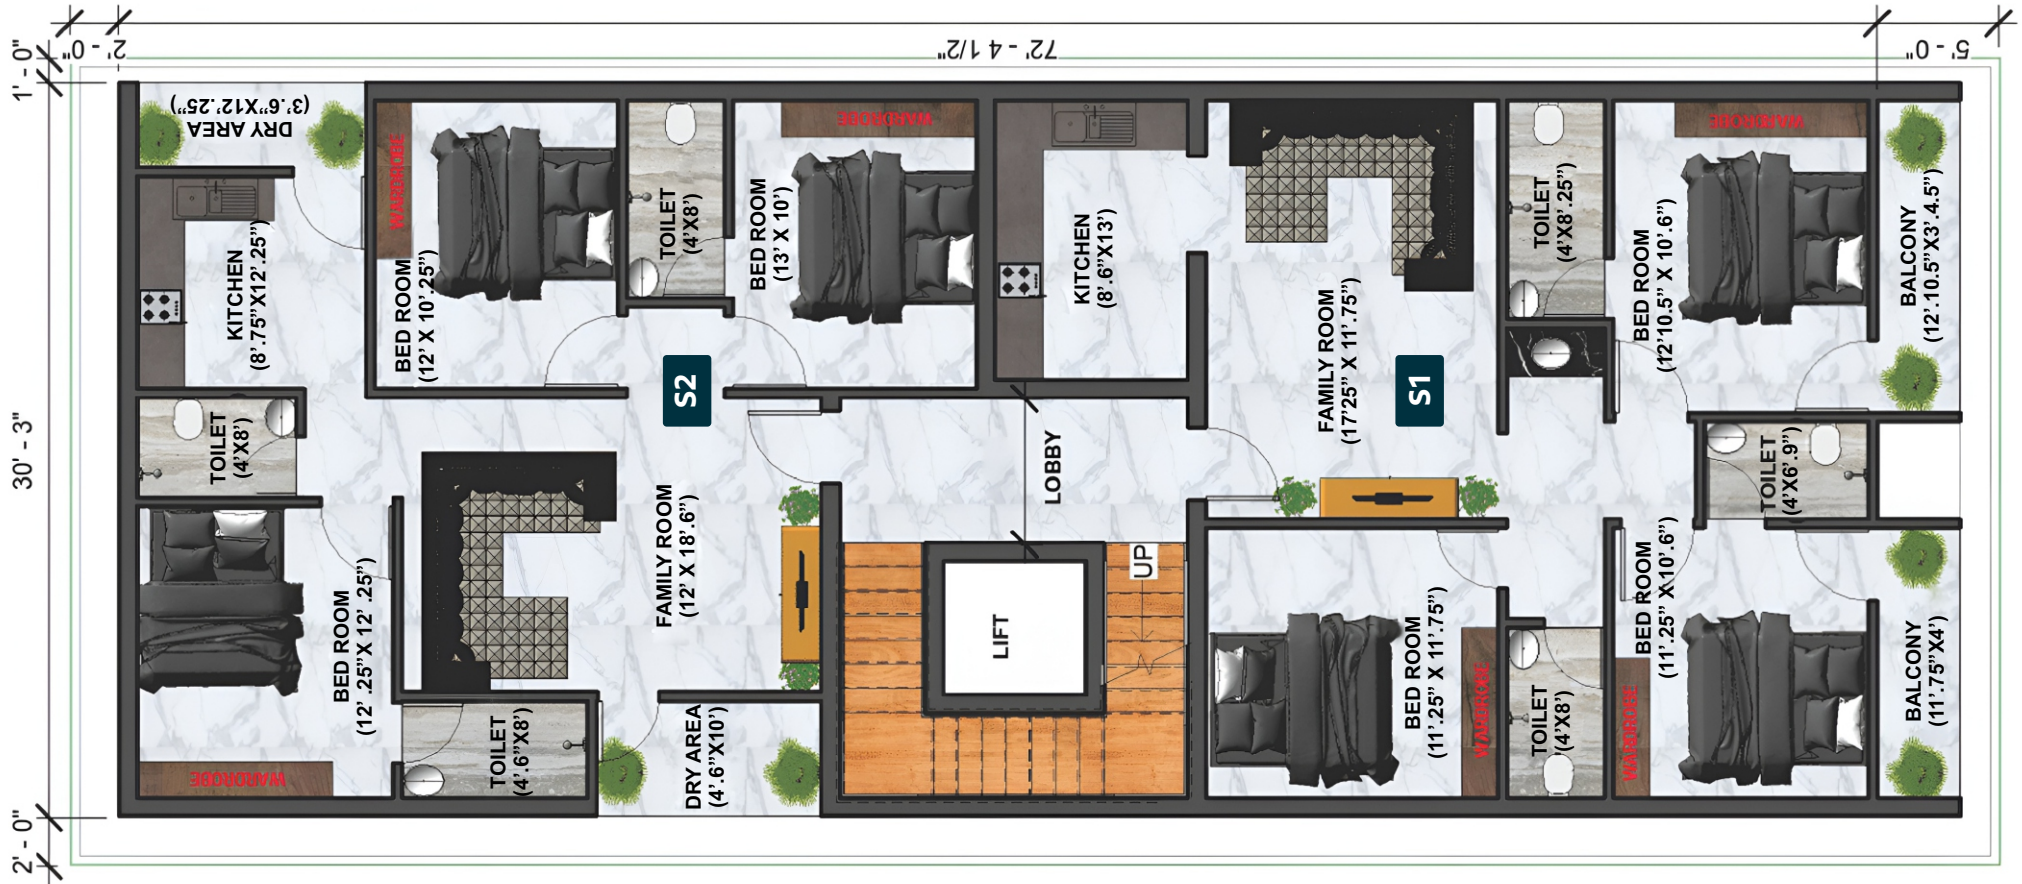 2' - 0"
72' - 4 1/2"
5' - 0"
1' - 0"
30' - 3"
2' - 0"
DRY AREA
(3'.6”X12'.25”)
KITCHEN
(8'.75”X12'.25”)
WARDROBE
BED ROOM
(12' X 10'.25”)
TOILET
(4'X8')
WARDROBE
BED ROOM
(13' X 10')
S2
KITCHEN
(8'.6”X13')
FAMILY ROOM
(17'25” X 11'.75”)
S1
TOILET
(4'X8'.25”)
WARDROBE
BED ROOM
(12'10.5” X 10'.6”)
BALCONY
(12'.10.5”X3'.4.5”)
TOILET
(4'X8')
BED ROOM
(12' .25”X 12' .25”)
WARDROBE
TOILET
(4'.6”X8')
FAMILY ROOM
(12' X 18'.6”)
DRY AREA
(4'.6”X10')
LOBBY
LIFT
UP
BED ROOM
(11'.25” X 11'.75”)
WARDROBE
TOILET
(4'X8')
TOILET
(4'X6'.9”)
BED ROOM
(11'.25” X10'.6”)
WARDROBE
BALCONY
(11'.75”X4')